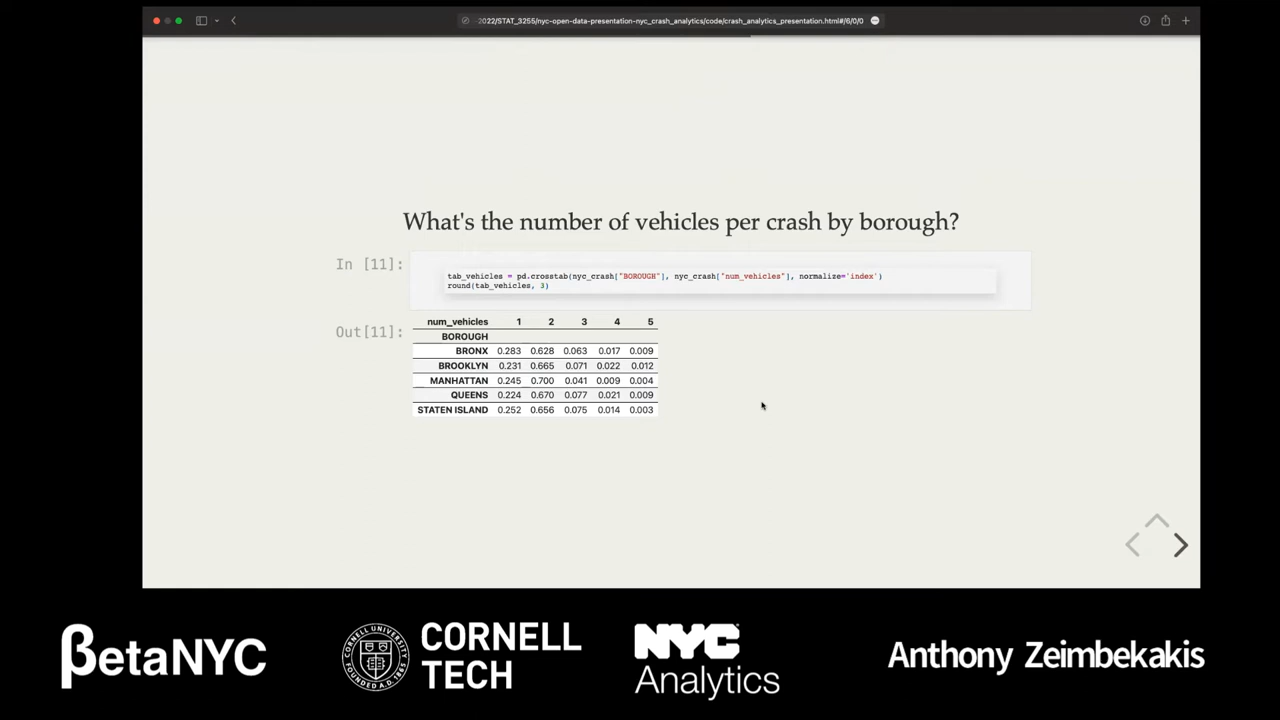 2022/STAT_3255/nyc-open-data-presentation-nyc_crash_analytics/code/crash_analytics_presentation.html#/6/0/0
What's the number of vehicles per crash by borough?
In [11]:
tab_vehicles = pd.crosstab(nyc_crash["BOROUGH"], nyc_crash["num_vehicles"], normalize='index')
round(tab_vehicles, 3)
Out[11]:
num_vehicles 1 2 3 4 5
BOROUGH
BRONX 0.283 0.628 0.063 0.017 0.009
BROOKLYN 0.231 0.665 0.071 0.022 0.012
MANHATTAN 0.245 0.700 0.041 0.009 0.004
QUEENS 0.224 0.670 0.077 0.021 0.009
STATEN ISLAND 0.252 0.656 0.075 0.014 0.003
βetaNYC
CORNELL
TECH
NYC
Analytics
Anthony Zeimbekakis